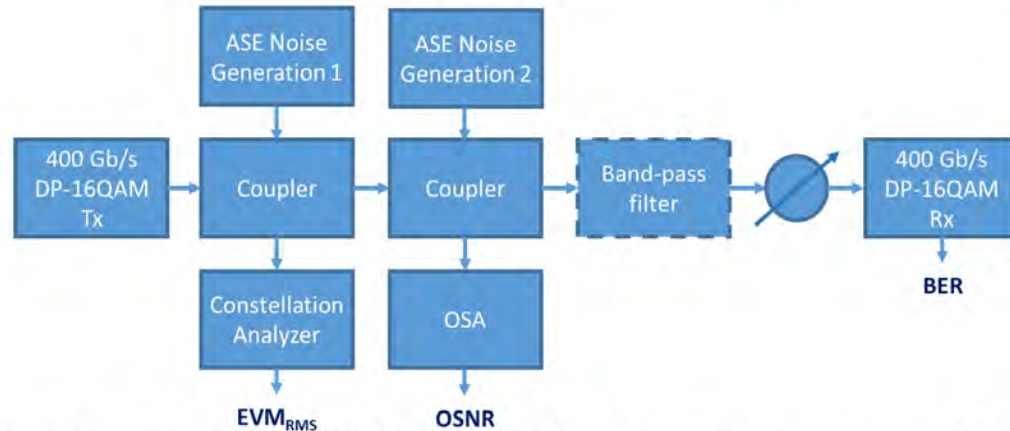 ASE Noise
Generation 1
ASE Noise
Generation 2
400 Gb/s
DP-16QAM
Tx
Coupler
Coupler
Band-pass
filter
400 Gb/s
DP-16QAM
Rx
Constellation
Analyzer
OSA
BER
EVMRMS
OSNR